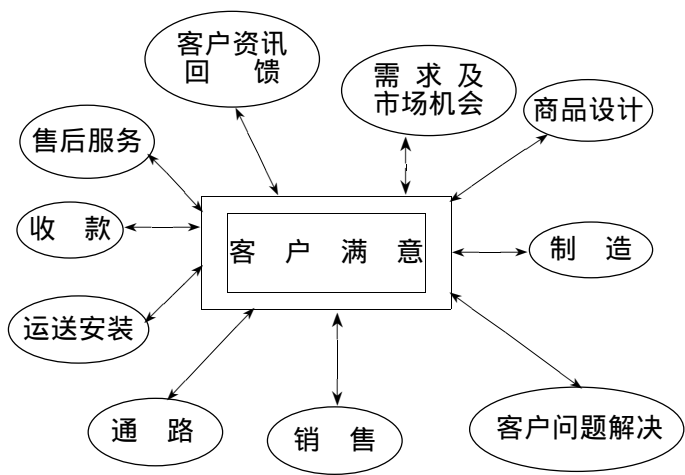 客户资讯
回 馈
需 求 及
市场机会
商品设计
售后服务
收 款
客 户 满 意
制 造
运送安装
通 路
销 售
客户问题解决